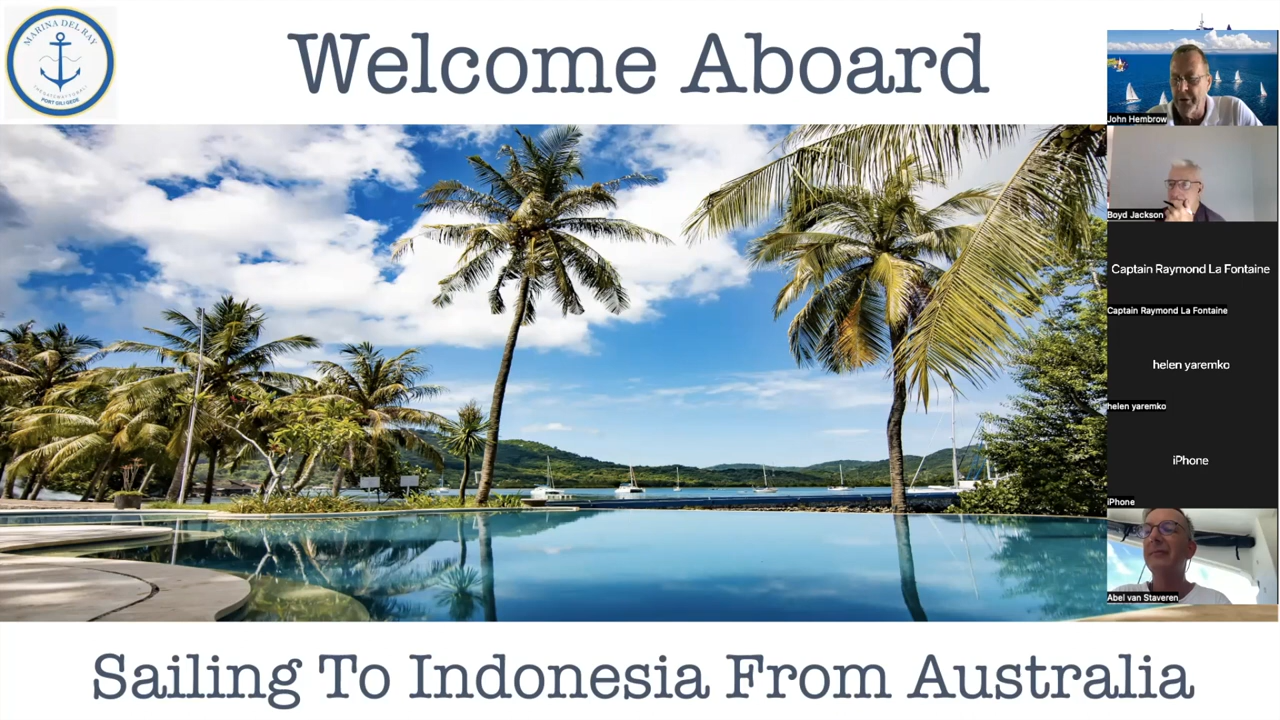 MARINA DEL RAY
PORT GILI GEDE
Welcome Aboard
John Hembrow
Boyd Jackson
Captain Raymond La Fontaine
Captain Raymond La Fontaine
helen yaremko
helen yaremko
iPhone
iPhone
Abel van Staveren
Sailing To Indonesia From Australia